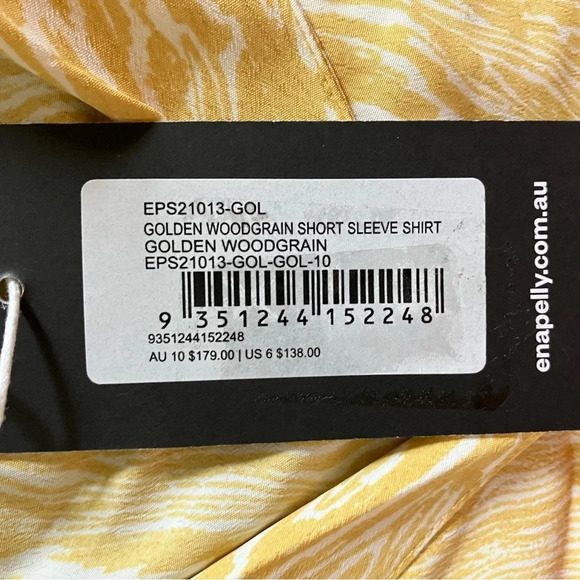 EPS21013-GOL
GOLDEN WOODGRAIN SHORT SLEEVE SHIRT
GOLDEN WOODGRAIN
EPS21013-GOL-GOL-10
9 351244 152248
9351244152248
AU 10 $179.00 | US 6 $138.00
enapelly.com.au